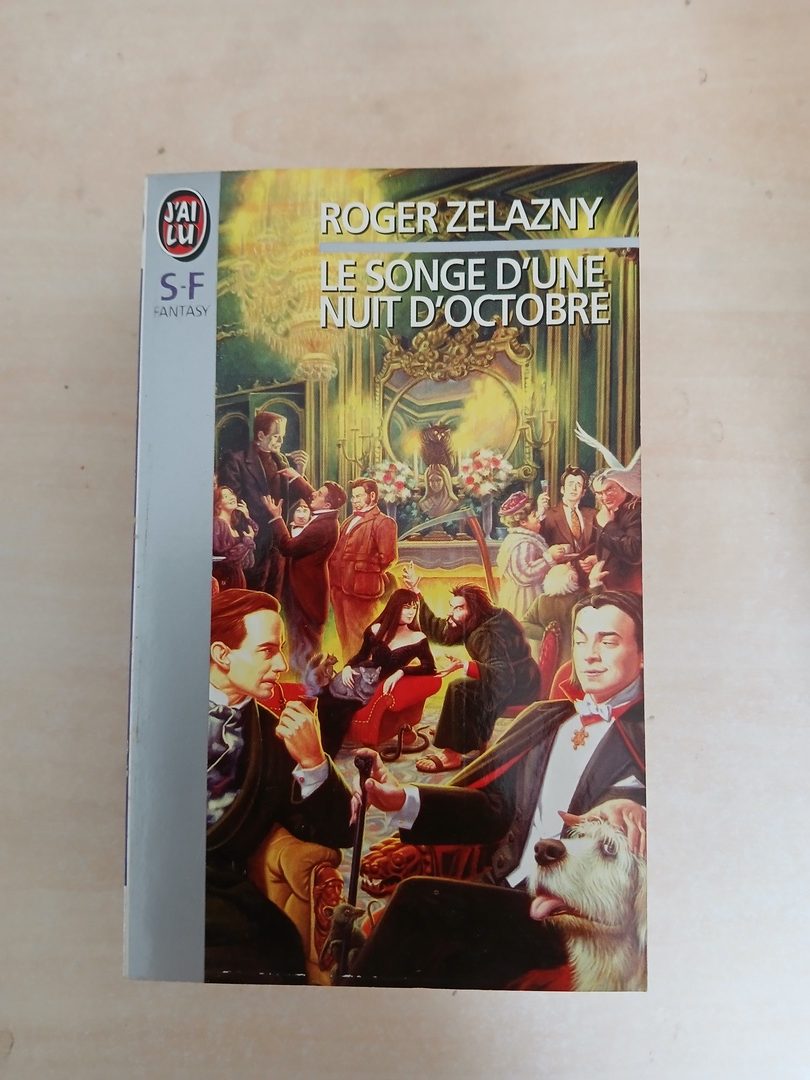 J'AI
LU
S-F
FANTASY
ROGER ZELAZNY
LE SONGE D'UNE
NUIT D'OCTOBRE